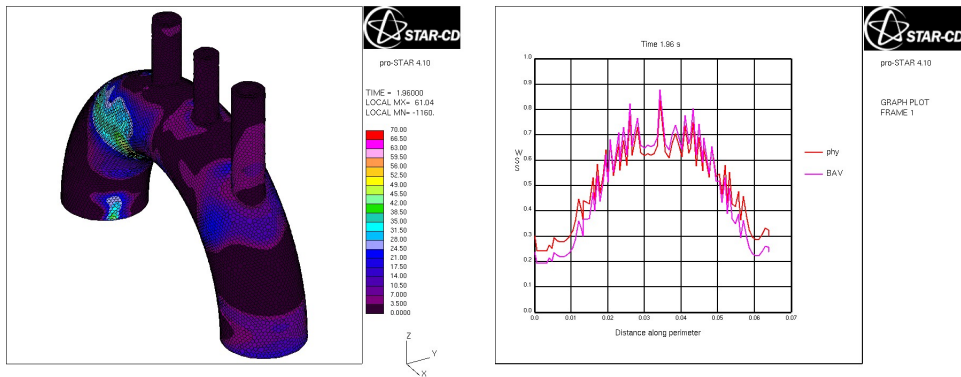 STAR-CD
pro-STAR 4.10
TIME = 1.96000
LOCAL MX= 61.04
LOCAL MN= -1160.
70.00
66.50
63.00
59.50
56.00
52.50
49.00
45.50
42.00
38.50
35.00
31.50
28.00
24.50
21.00
17.50
14.00
10.50
7.000
3.500
0.0000
Z
Y
X
Time 1.96 s
1.0
0.9
0.8
0.7
0.6
0.5
0.4
0.3
0.2
0.1
0.0
WSS
0.0
0.01
0.02
0.03
0.04
0.05
0.06
0.07
Distance along perimeter
phy
BAV
STAR-CD
pro-STAR 4.10
GRAPH PLOT
FRAME 1